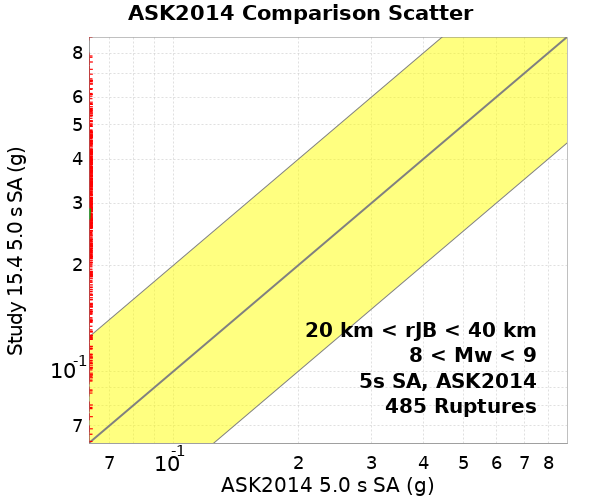 ASK2014 Comparison Scatter
Study 15.4 5.0 s SA (g)
8
6
5
4
3
2
10-1
7
20 km < rJB < 40 km
8 < Mw < 9
5s SA, ASK2014
485 Ruptures
7 10-1 2 3 4 5 6 7 8
ASK2014 5.0 s SA (g)